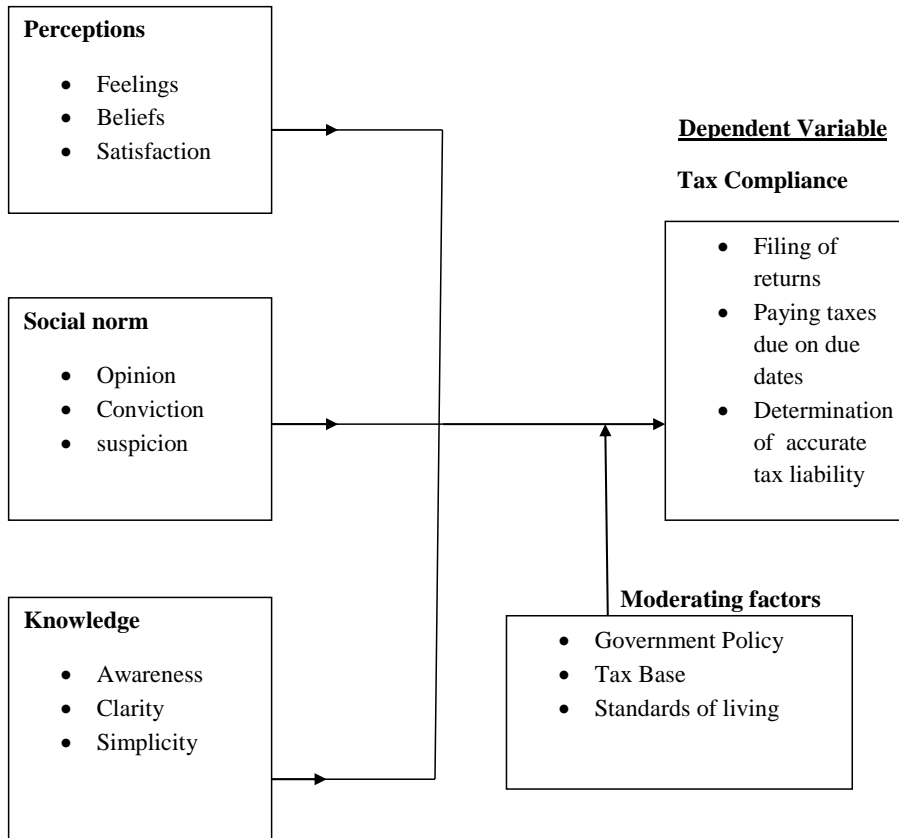 Perceptions
• Feelings
• Beliefs
• Satisfaction
Social norm
• Opinion
• Conviction
• suspicion
Knowledge
• Awareness
• Clarity
• Simplicity
Dependent Variable
Tax Compliance
• Filing of
returns
• Paying taxes
due on due
dates
• Determination
of accurate
tax liability
Moderating factors
• Government Policy
• Tax Base
• Standards of living